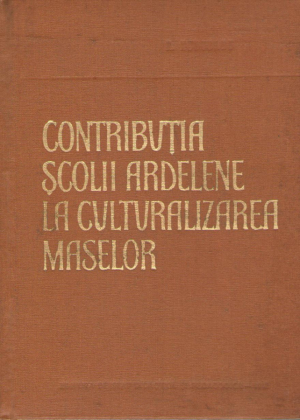 CONTRIBUȚIA
ȘCOLII ARDELENE
LA CULTURALIZAREA
MASELOR